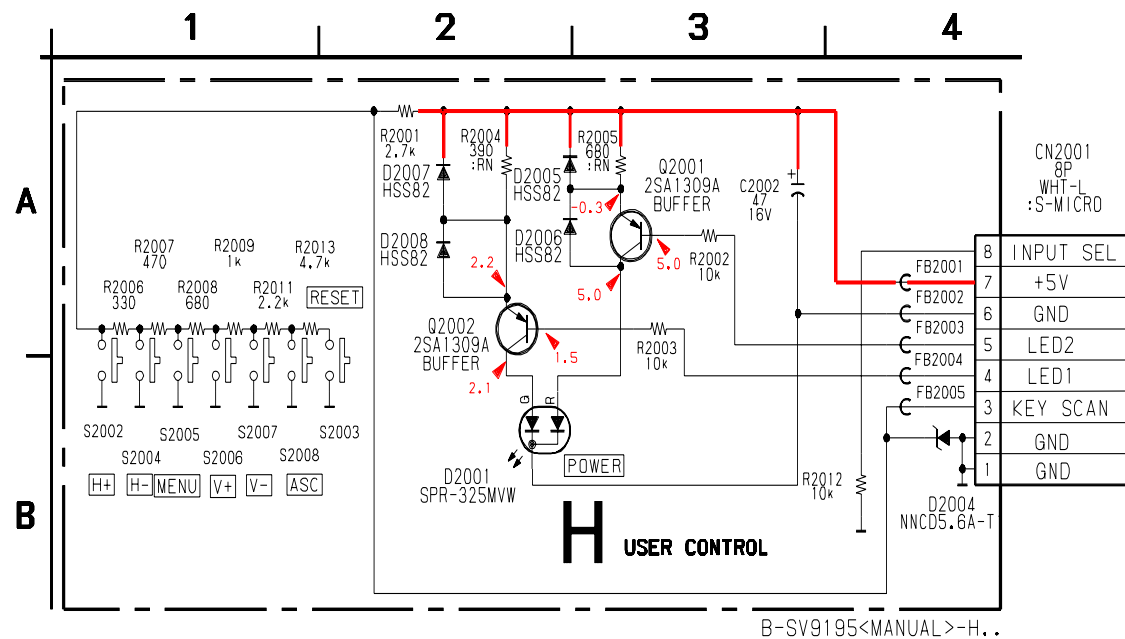 1 2 3 4
A
B
R2001
2.7k
R2004
390
:RN
D2007
HSS82
D2008
HSS82
R2005
680
:RN
D2005
HSS82
D2006
HSS82
-0.3
Q2001
2SA1309A
BUFFER
C2002
47
16V
+
CN2001
8P
WHT-L
:S-MICRO
R2002
10k
5.0
5.0
2.2
R2007
470
R2009
1k
R2013
4.7k
R2006
330
R2008
680
R2011
2.2k
RESET
Q2002
2SA1309A
BUFFER
1.5
2.1
R2003
10k
FB2001
FB2002
FB2003
FB2004
FB2005
8 INPUT SEL
7 +5V
6 GND
5 LED2
4 LED1
3 KEY SCAN
2 GND
1 GND
S2002 S2005 S2007 S2003
S2004 S2006 S2008
H+ H- MENU V+ V- ASC
G R
D2001
SPR-325MVW
POWER
R2012
10k
D2004
NNCD5.6A-T
H USER CONTROL
B-SV9195<MANUAL>-H..